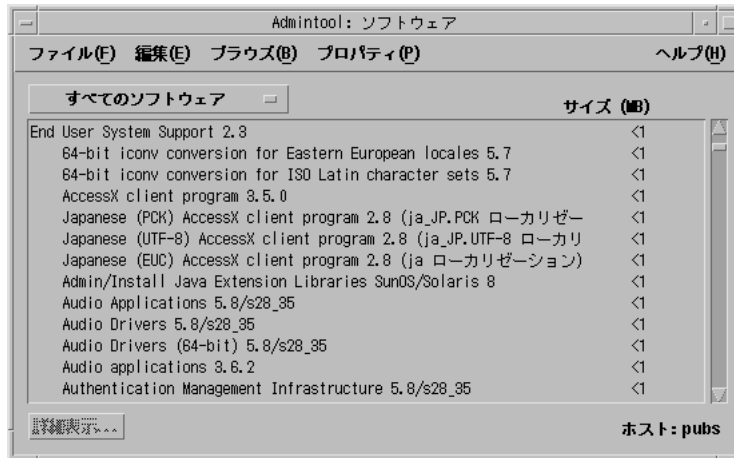 Admintool: ソフトウェア
ファイル(F) 編集(E) ブラウズ(B) プロパティ(P) ヘルプ(H)
すべてのソフトウェア サイズ (MB)
End User System Support 2.3 <1
64-bit iconv conversion for Eastern European locales 5.7 <1
64-bit iconv conversion for ISO Latin character sets 5.7 <1
AccessX client program 3.5.0 <1
Japanese (PCK) AccessX client program 2.8 (ja_JP.PCK ローカリゼー <1
Japanese (UTF-8) AccessX client program 2.8 (ja_JP.UTF-8 ローカリ <1
Japanese (EUC) AccessX client program 2.8 (ja ローカリゼーション) <1
Admin/Install Java Extension Libraries SunOS/Solaris 8 <1
Audio Applications 5.8/s28_35 <1
Audio Drivers 5.8/s28_35 <1
Audio Drivers (64-bit) 5.8/s28_35 <1
Audio applications 3.6.2 <1
Authentication Management Infrastructure 5.8/s28_35 <1
詳細表示... ホスト: pubs